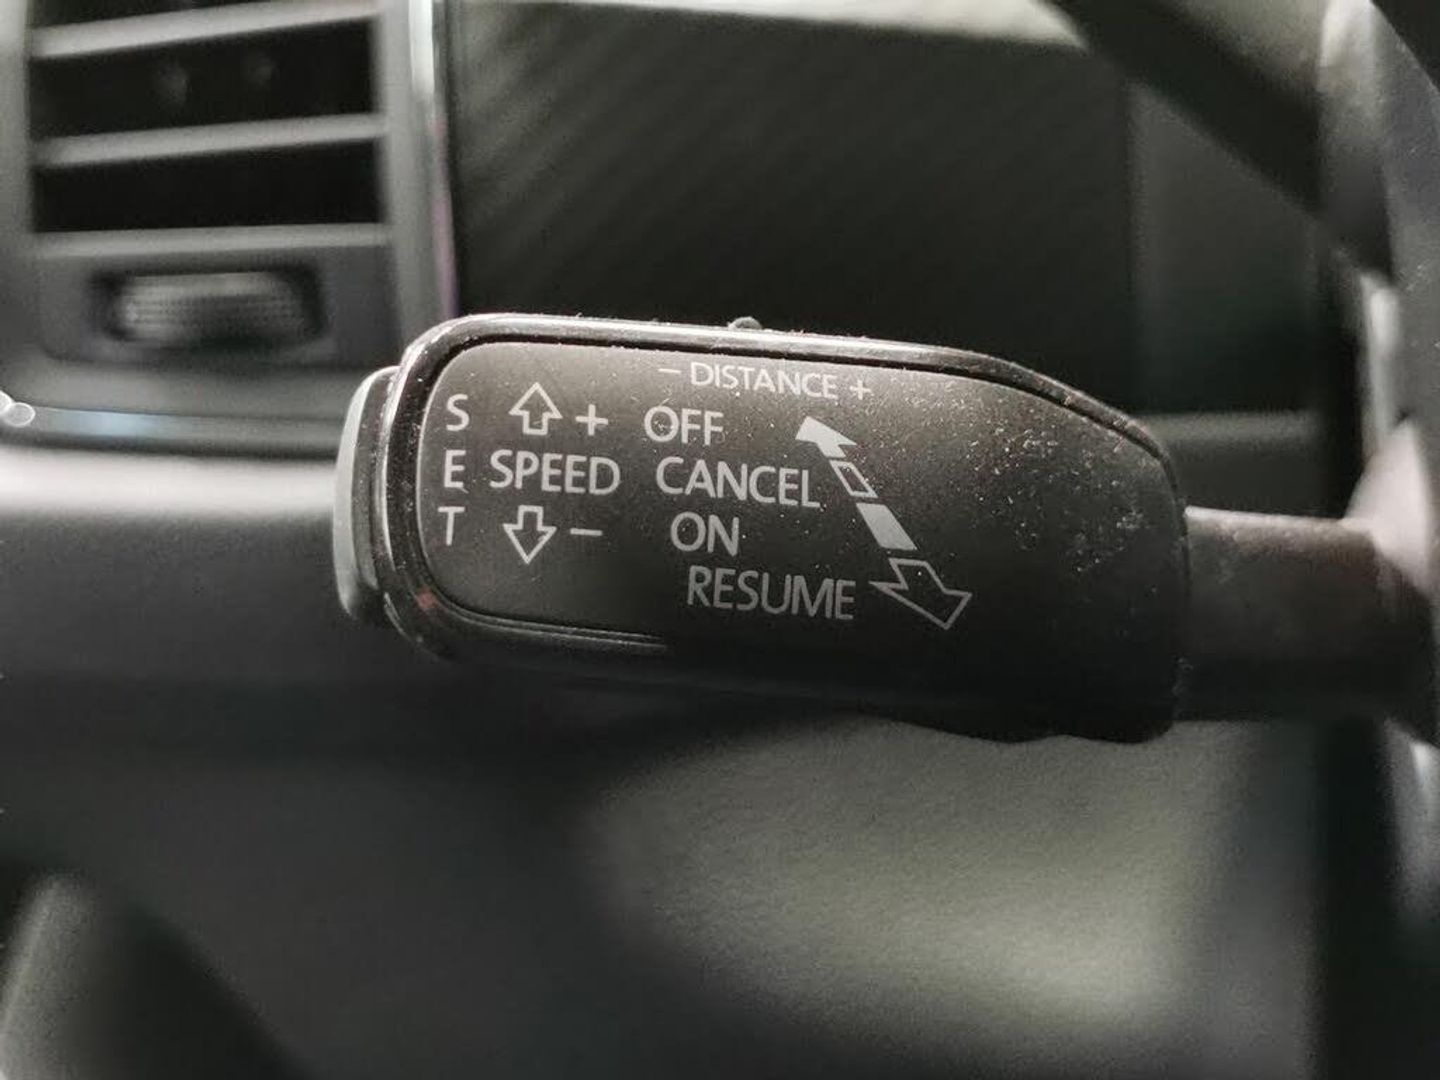 − DISTANCE +
S + OFF
E SPEED CANCEL
T − ON
RESUME